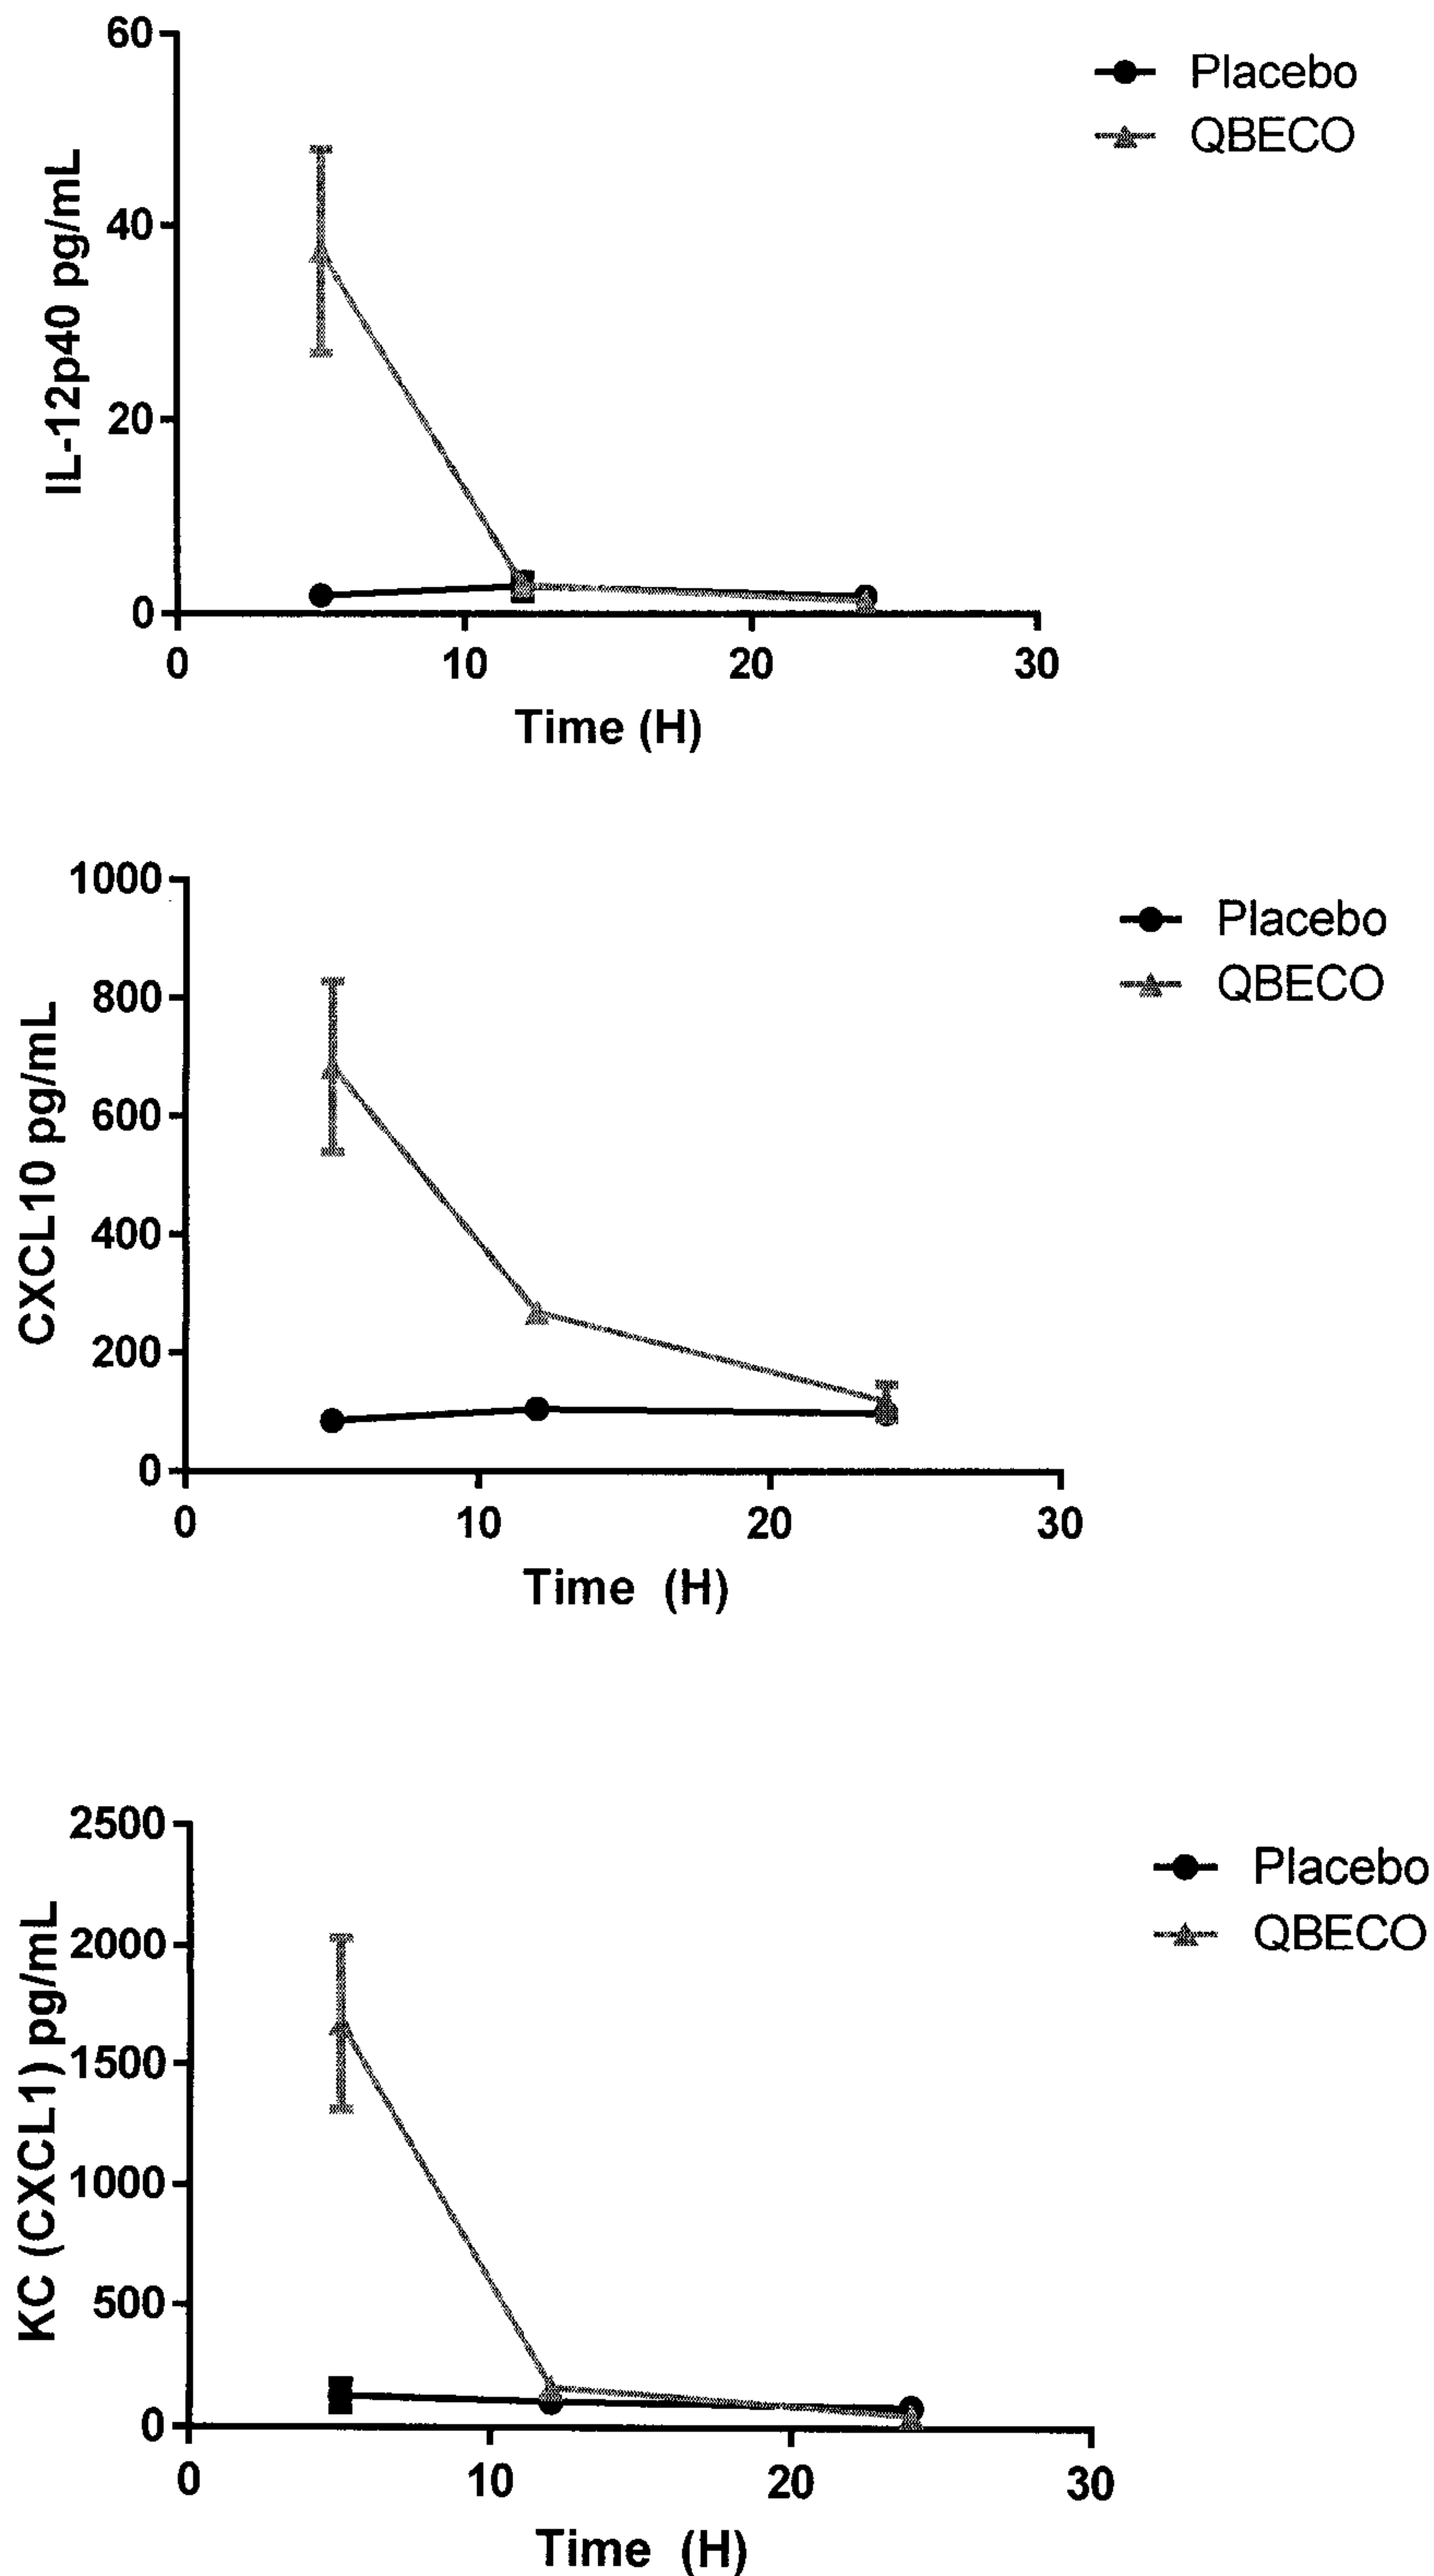 60
40
20
0
IL-12p40 pg/mL
Placebo
QBECO
0 10 20 30
Time (H)
1000
800
600
400
200
0
CXCL10 pg/mL
Placebo
QBECO
0 10 20 30
Time (H)
2500
2000
1500
1000
500
0
KC (CXCL1) pg/mL
Placebo
QBECO
0 10 20 30
Time (H)